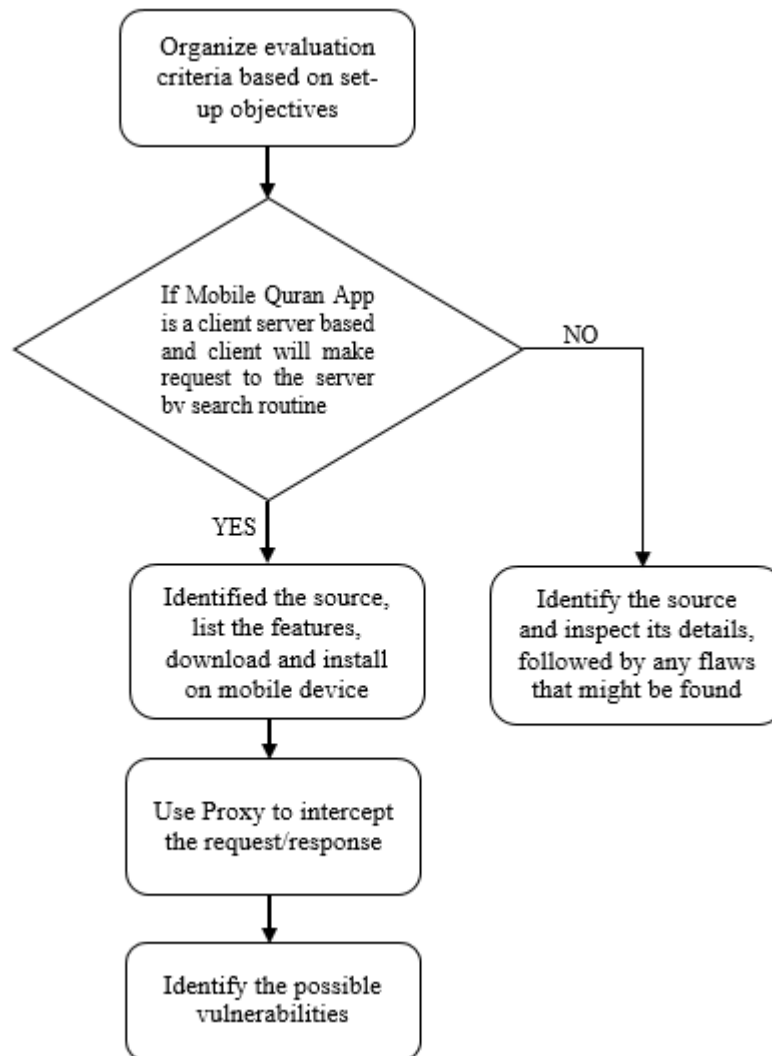 Organize evaluation
criteria based on set-
up objectives
If Mobile Quran App
is a client server based
and client will make
request to the server
by search routine
NO
YES
Identified the source,
list the features,
download and install
on mobile device
Identify the source
and inspect its details,
followed by any flaws
that might be found
Use Proxy to intercept
the request/response
Identify the possible
vulnerabilities